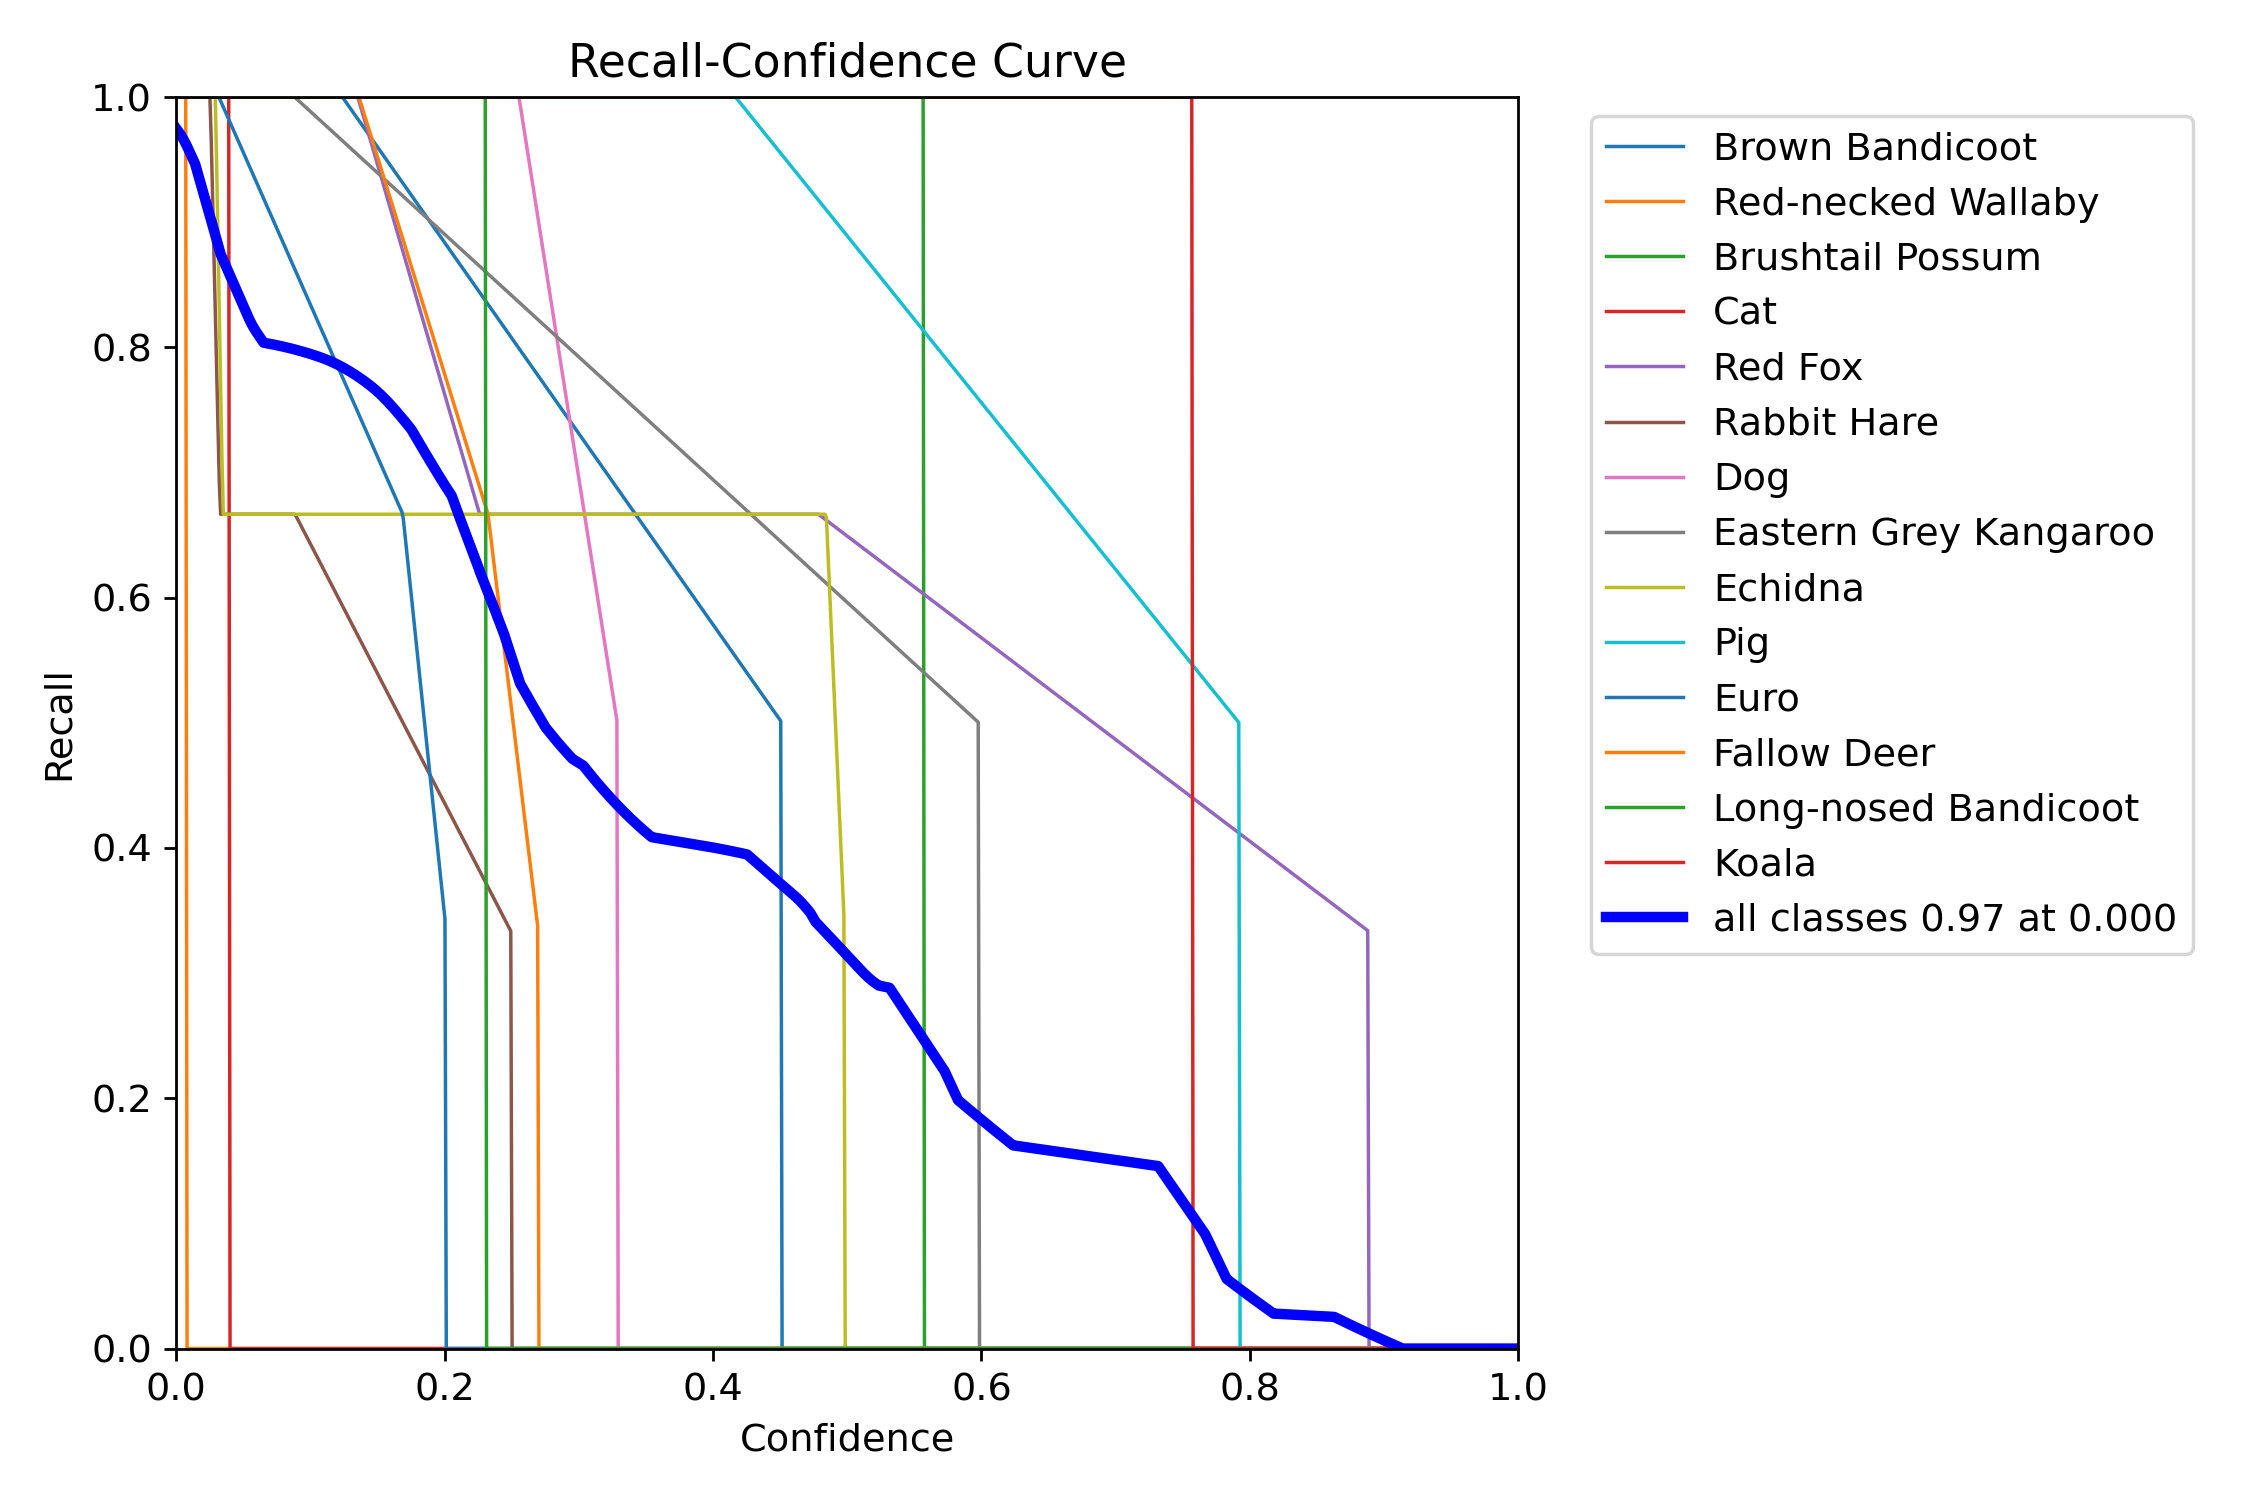 Recall-Confidence Curve
1.0
0.8
0.6
0.4
0.2
0.0
Recall
0.0 0.2 0.4 0.6 0.8 1.0
Confidence
Brown Bandicoot
Red-necked Wallaby
Brushtail Possum
Cat
Red Fox
Rabbit Hare
Dog
Eastern Grey Kangaroo
Echidna
Pig
Euro
Fallow Deer
Long-nosed Bandicoot
Koala
all classes 0.97 at 0.000